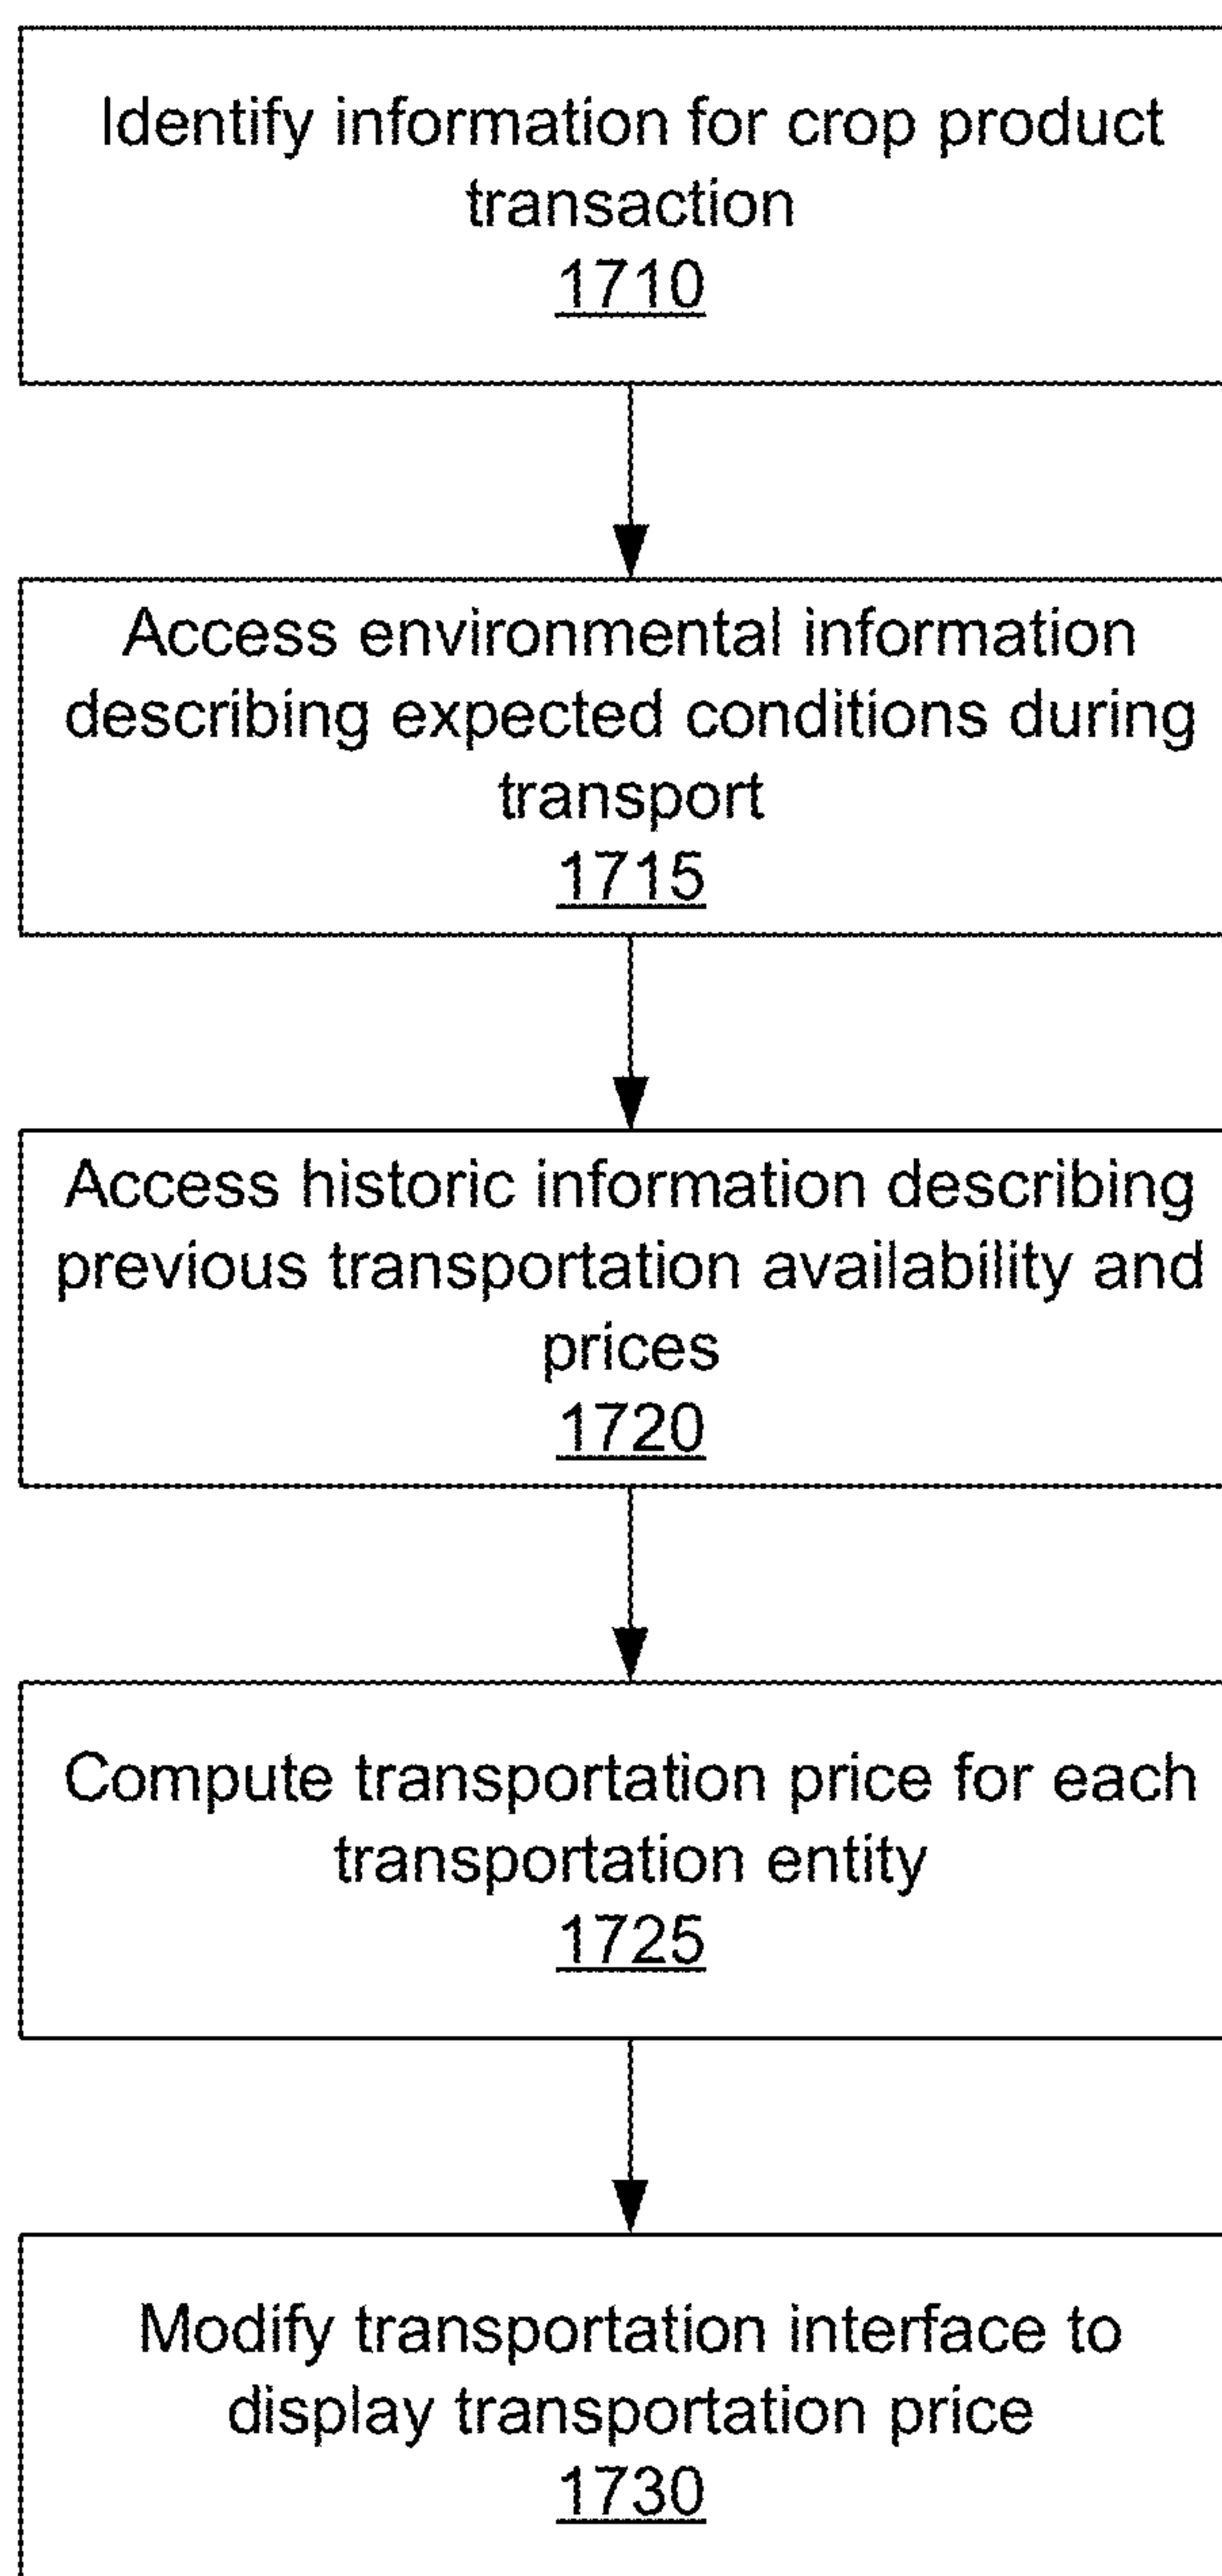 Identify information for crop product
transaction
1710
Access environmental information
describing expected conditions during
transport
1715
Access historic information describing
previous transportation availability and
prices
1720
Compute transportation price for each
transportation entity
1725
Modify transportation interface to
display transportation price
1730